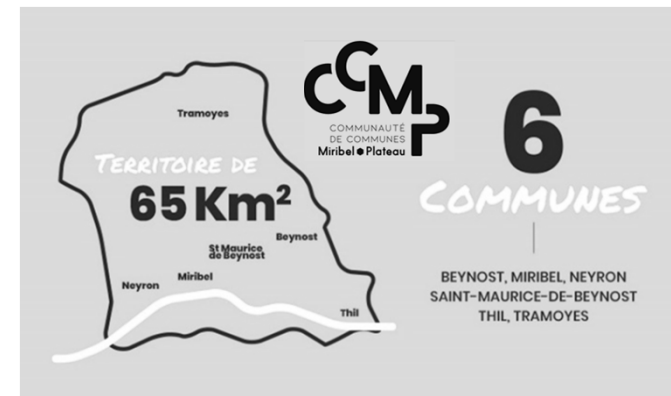 Tramoyes
TERRITOIRE DE
65 Km²
Beynost
St Maurice
de Beynost
Miribel
Neyron
Thil
CCMP
COMMUNAUTÉ
DE COMMUNES
Miribel Plateau
6
COMMUNES
BEYNOST, MIRIBEL, NEYRON
SAINT-MAURICE-DE-BEYNOST
THIL, TRAMOYES